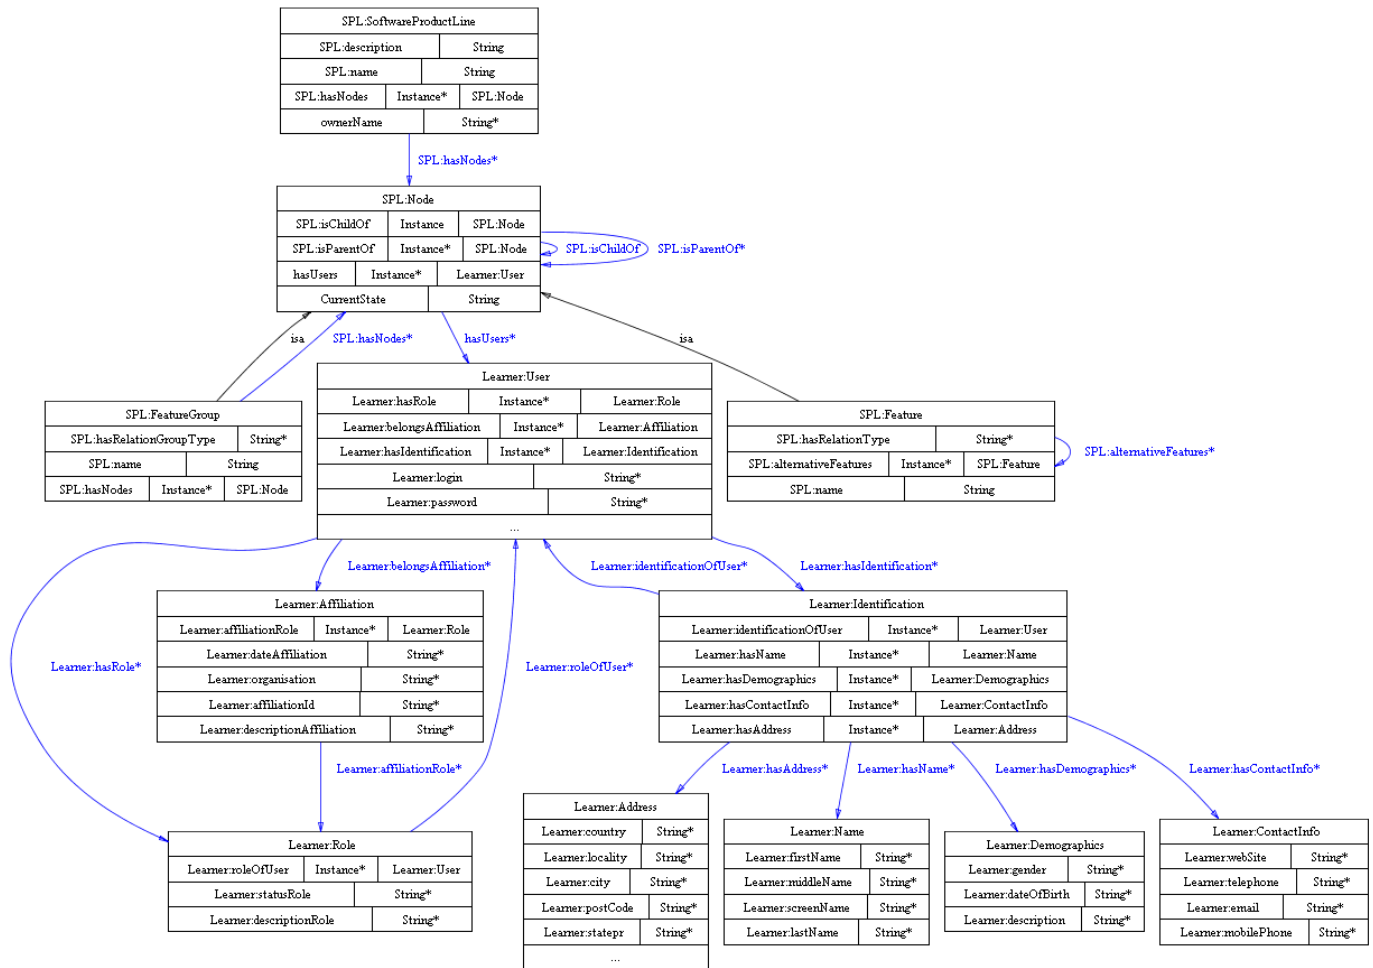 SPL:SoftwareProductLine
SPL:description String
SPL:name String
SPL:hasNodes Instance* SPL:Node
ownerName String*
SPL:hasNodes*
SPL:Node
SPL:isChildOf Instance SPL:Node
SPL:isParentOf Instance* SPL:Node
hasUsers Instance* Learner:User
CurrentState String
SPL:isChildOf
SPL:isParentOf*
isa
SPL:hasNodes*
hasUsers*
isa
SPL:FeatureGroup
SPL:hasRelationGroupType String*
SPL:name String
SPL:hasNodes Instance* SPL:Node
Learner:User
Learner:hasRole Instance* Learner:Role
Learner:belongsAffiliation Instance* Learner:Affiliation
Learner:hasIdentification Instance* Learner:Identification
Learner:login String*
Learner:password String*
...
SPL:Feature
SPL:hasRelationType String*
SPL:alternativeFeatures Instance* SPL:Feature
SPL:name String
SPL:alternativeFeatures*
Learner:belongsAffiliation*
Learner:identificationOfUser*
Learner:hasIdentification*
Learner:Affiliation
Learner:affiliationRole Instance* Learner:Role
Learner:dateAffiliation String*
Learner:organisation String*
Learner:affiliationId String*
Learner:descriptionAffiliation String*
Learner:hasRole*
Learner:roleOfUser*
Learner:Identification
Learner:identificationOfUser Instance* Learner:User
Learner:hasName Instance* Learner:Name
Learner:hasDemographics Instance* Learner:Demographics
Learner:hasContactInfo Instance* Learner:ContactInfo
Learner:hasAddress Instance* Learner:Address
Learner:affiliationRole*
Learner:hasAddress*
Learner:hasName*
Learner:hasDemographics*
Learner:hasContactInfo*
Learner:Role
Learner:roleOfUser Instance* Learner:User
Learner:statusRole String*
Learner:descriptionRole String*
Learner:Address
Learner:country String*
Learner:locality String*
Learner:city String*
Learner:postCode String*
Learner:statepr String*
...
Learner:Name
Learner:firstName String*
Learner:middleName String*
Learner:screenName String*
Learner:lastName String*
Learner:Demographics
Learner:gender String*
Learner:dateOfBirth String*
Learner:description String*
Learner:ContactInfo
Learner:webSite String*
Learner:telephone String*
Learner:email String*
Learner:mobilePhone String*